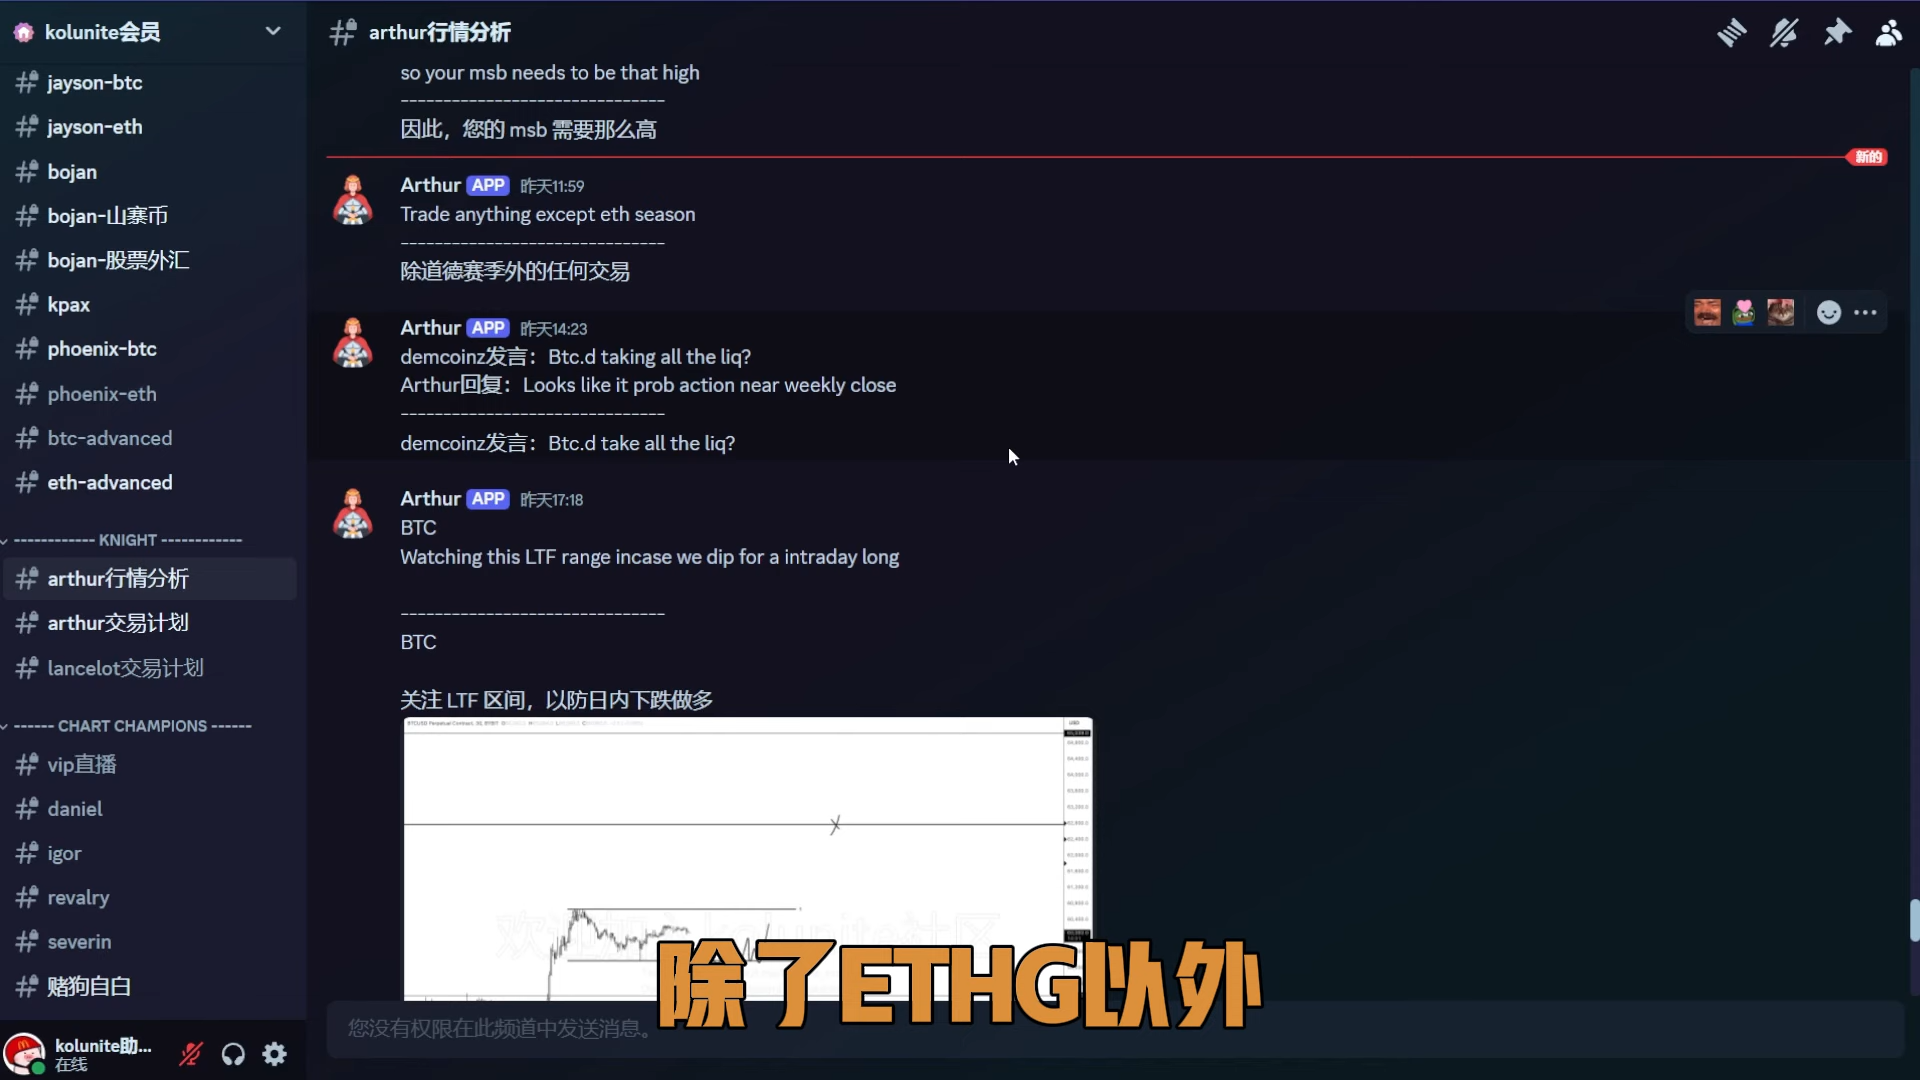 kolunite会员
jayson-btc
jayson-eth
bojan
bojan-山寨币
bojan-股票外汇
kpax
phoenix-btc
phoenix-eth
btc-advanced
eth-advanced
------------ KNIGHT ------------
arthur行情分析
arthur交易计划
lancelot交易计划
------ CHART CHAMPIONS ------
vip直播
daniel
igor
revalry
severin
赌狗自白
kolunite助...
在线
arthur行情分析
so your msb needs to be that high
------------------------------
因此，您的 msb 需要那么高
新的
Arthur APP 昨天11:59
Trade anything except eth season
------------------------------
除道德赛季外的任何交易
Arthur APP 昨天14:23
demcoinz发言：Btc.d taking all the liq?
Arthur回复：Looks like it prob action near weekly close
------------------------------
demcoinz发言：Btc.d take all the liq?
Arthur APP 昨天17:18
BTC
Watching this LTF range incase we dip for a intraday long
------------------------------
BTC
关注 LTF 区间，以防日内下跌做多
除了ETHG以外
您没有权限在此频道中发送消息。